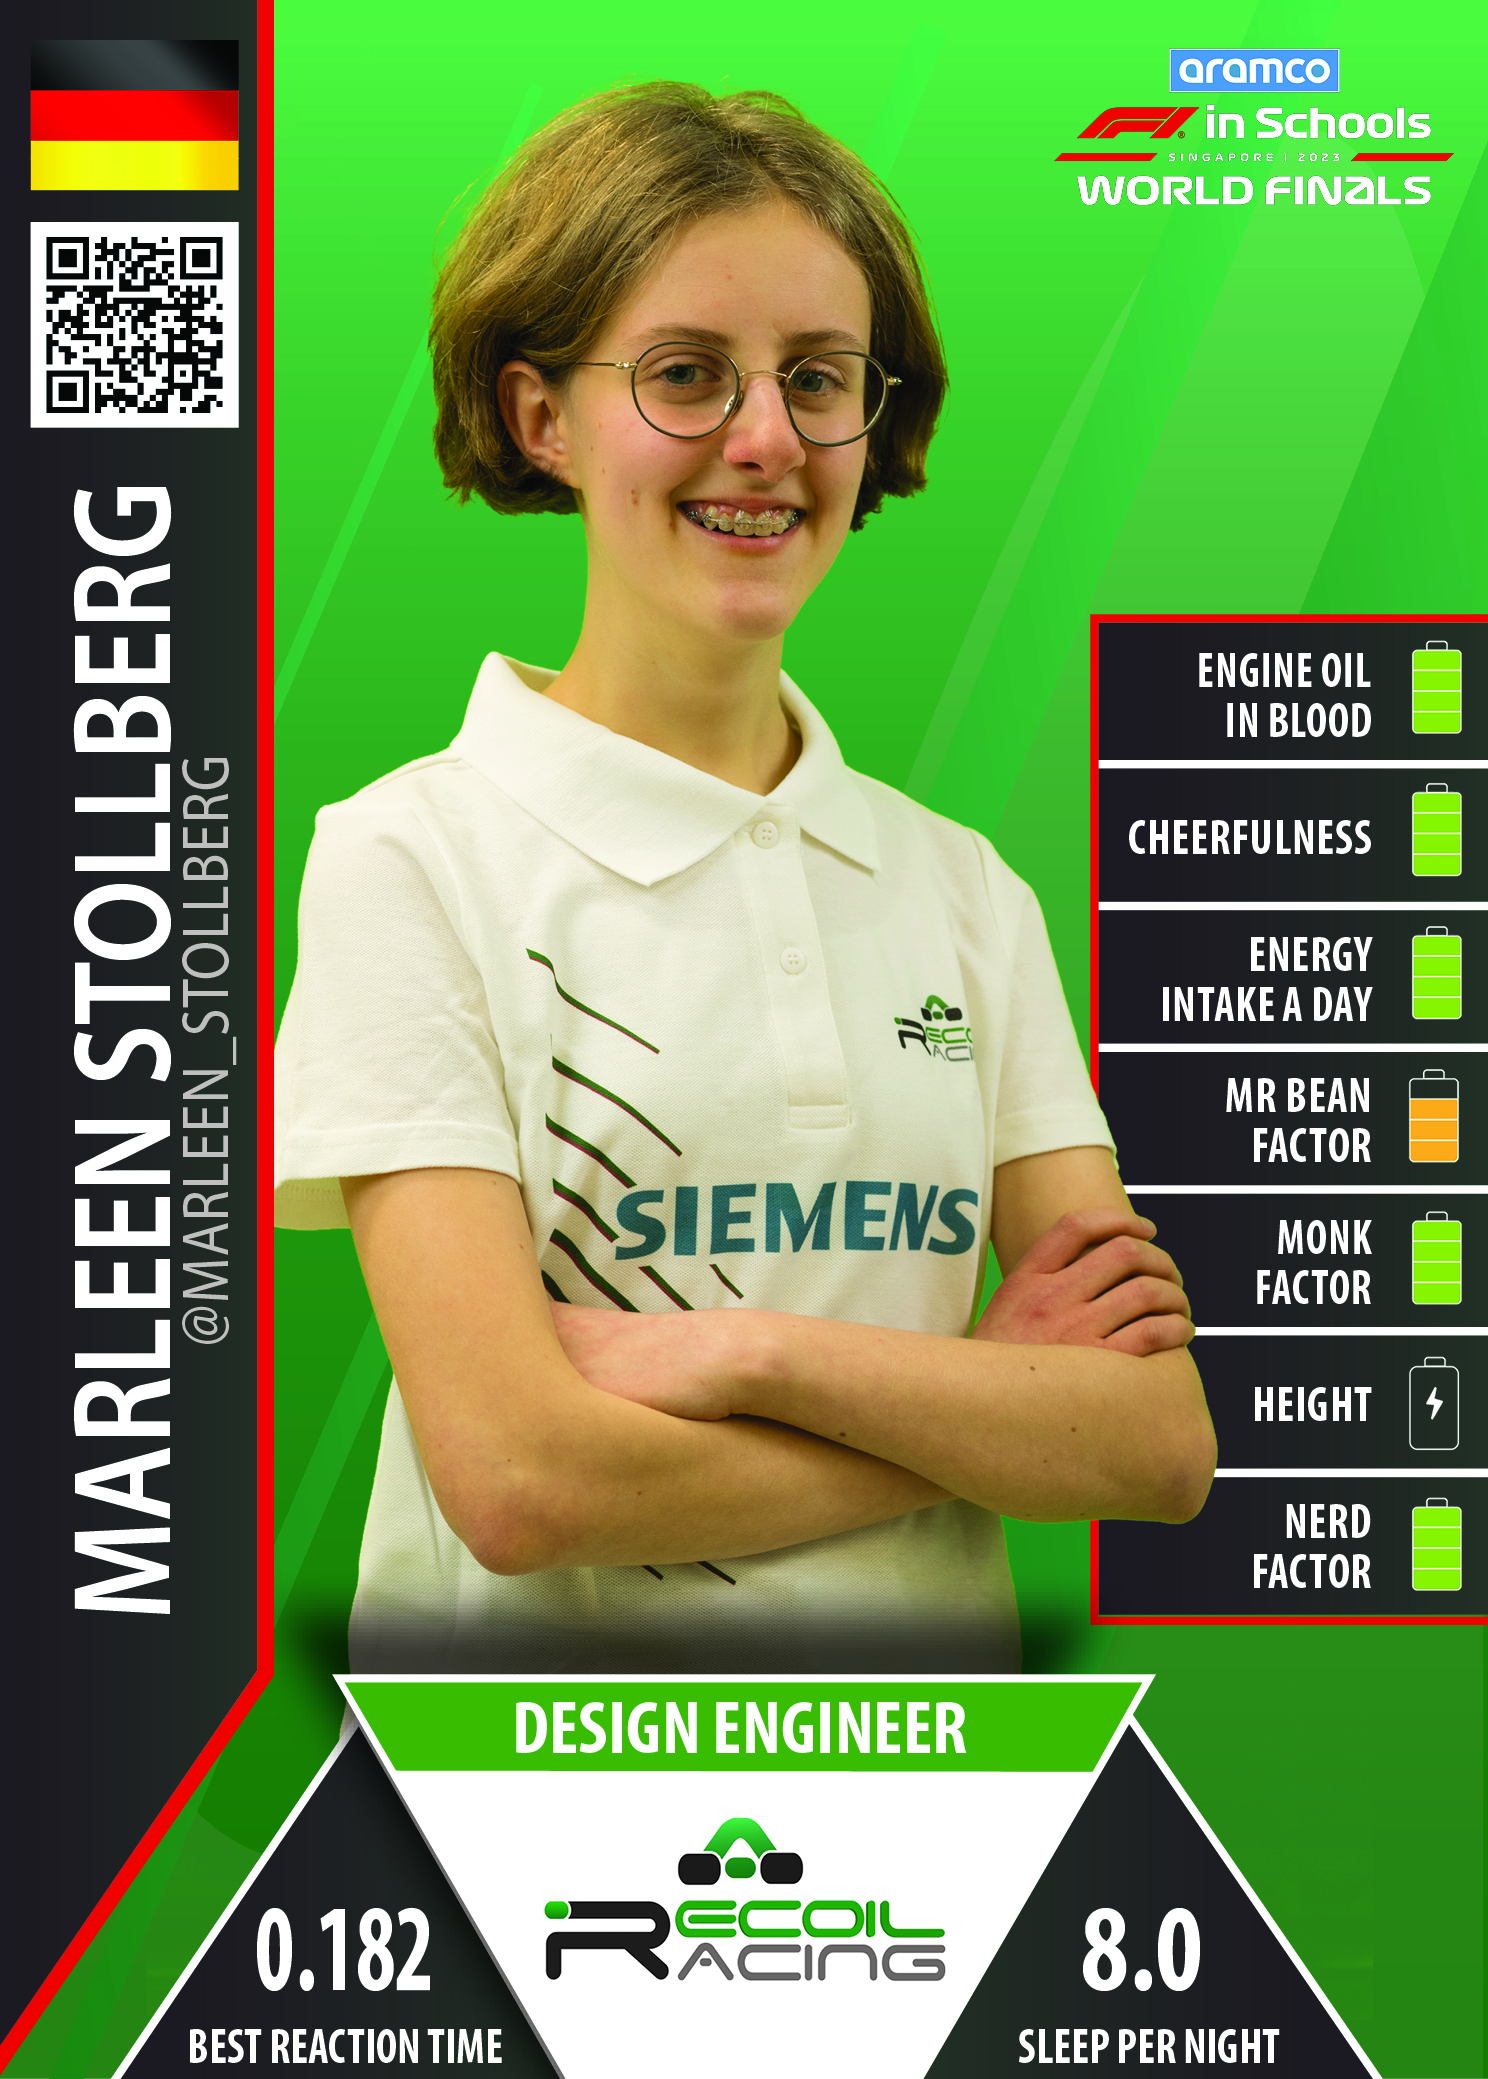 aramco
F1 in Schools
SINGAPORE | 2023
WORLD FINALS
MARLEEN STOLLBERG
@MARLEEN_STOLLBERG
ENGINE OIL
IN BLOOD
CHEERFULNESS
ENERGY
INTAKE A DAY
MR BEAN
FACTOR
MONK
FACTOR
HEIGHT
NERD
FACTOR
RECOIL
RACING
SIEMENS
DESIGN ENGINEER
RECOIL
RACING
0.182
BEST REACTION TIME
8.0
SLEEP PER NIGHT